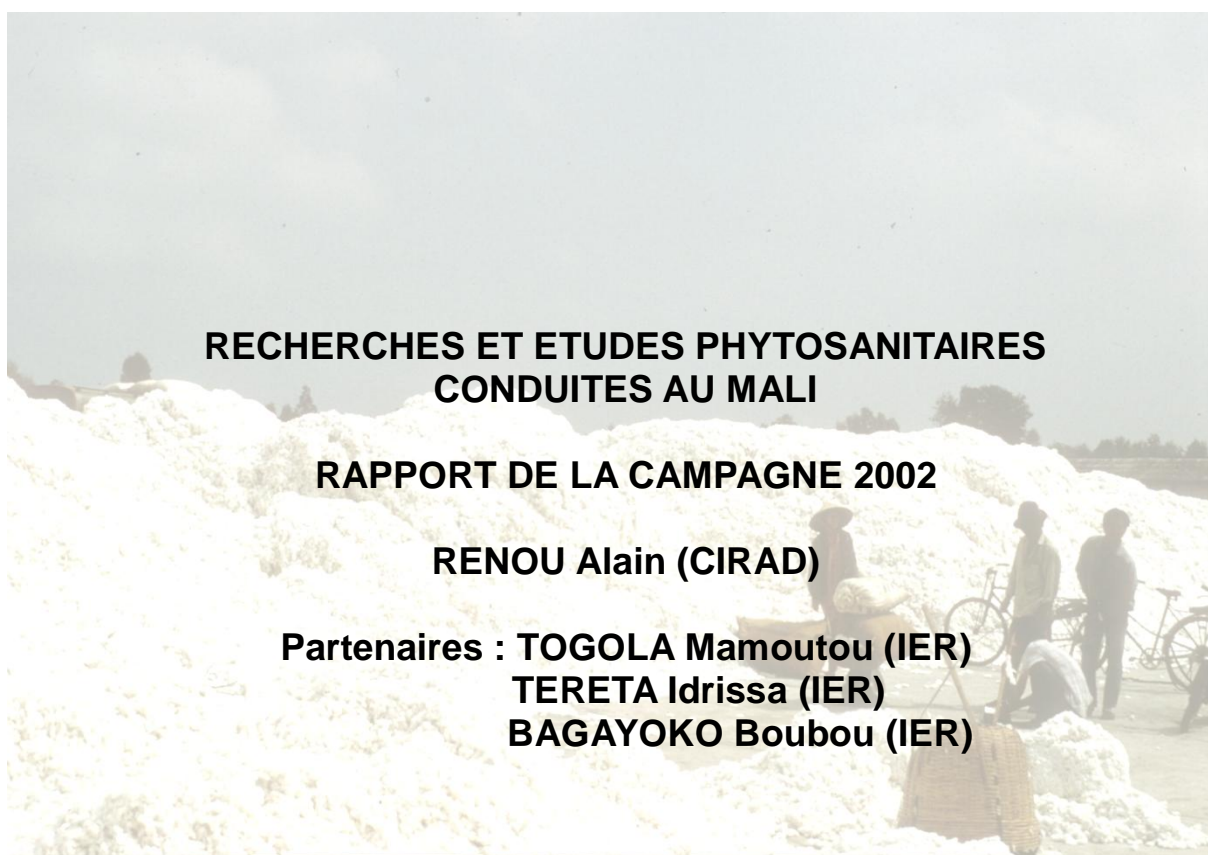 RECHERCHES ET ETUDES PHYTOSANITAIRES
CONDUITES AU MALI
RAPPORT DE LA CAMPAGNE 2002
RENOU Alain (CIRAD)
Partenaires : TOGOLA Mamoutou (IER)
TERETA Idrissa (IER)
BAGAYOKO Boubou (IER)